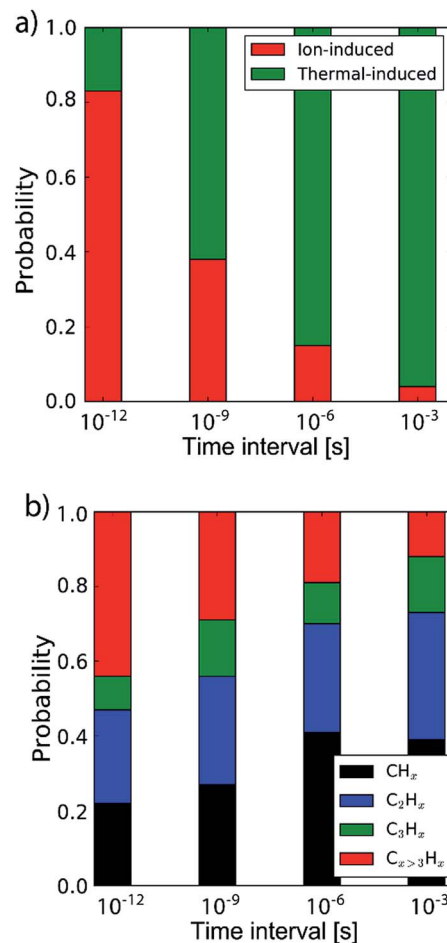 a)
1.0
0.8
0.6
0.4
0.2
0.0
Probability
Ion-induced
Thermal-induced
10⁻¹² 10⁻⁹ 10⁻⁶ 10⁻³
Time interval [s]
b)
1.0
0.8
0.6
0.4
0.2
0.0
Probability
CHₓ
C₂Hₓ
C₃Hₓ
Cₓ>₃Hₓ
10⁻¹² 10⁻⁹ 10⁻⁶ 10⁻³
Time interval [s]